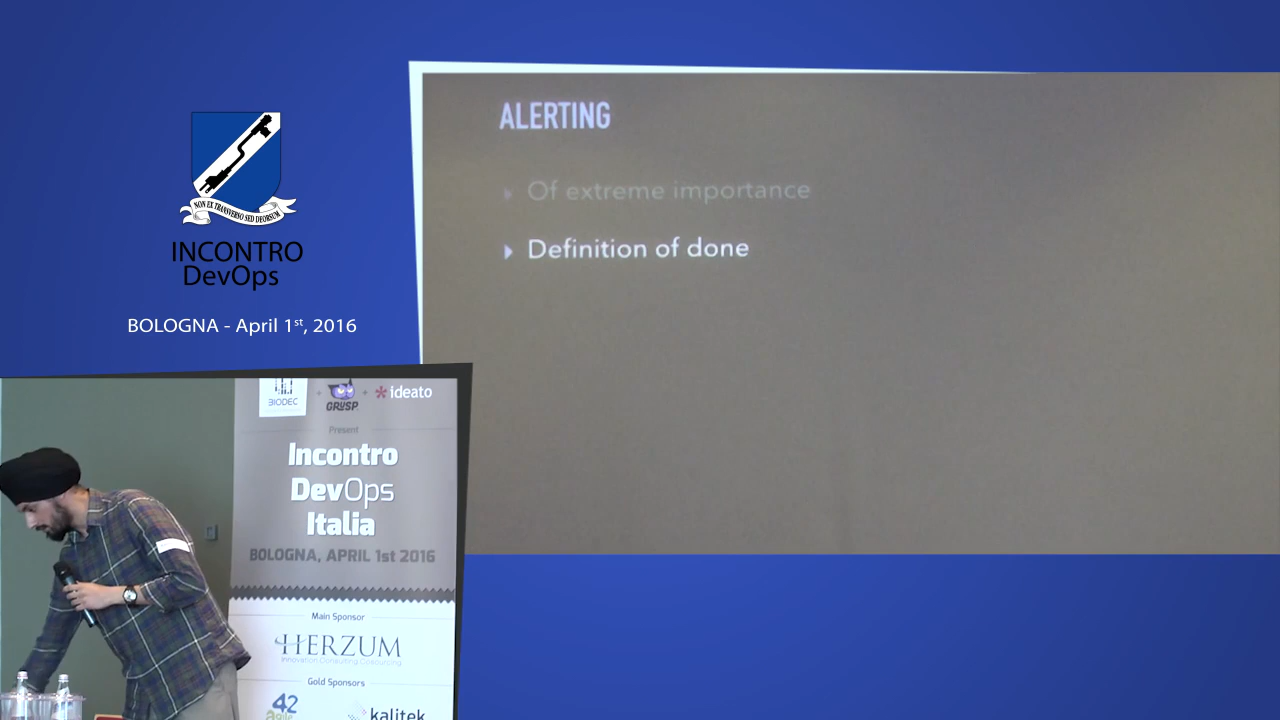 NON EX TRANSVERSO SED DEORSUM
INCONTRO
DevOps
BOLOGNA - April 1st, 2016
ALERTING
Of extreme importance
Definition of done
BIODEC
GRUSP
ideato
Present
Incontro
DevOps
Italia
BOLOGNA, APRIL 1st 2016
Main Sponsor
HERZUM
Innovation Consulting Cosourcing
Gold Sponsors
42
agile
kalitek